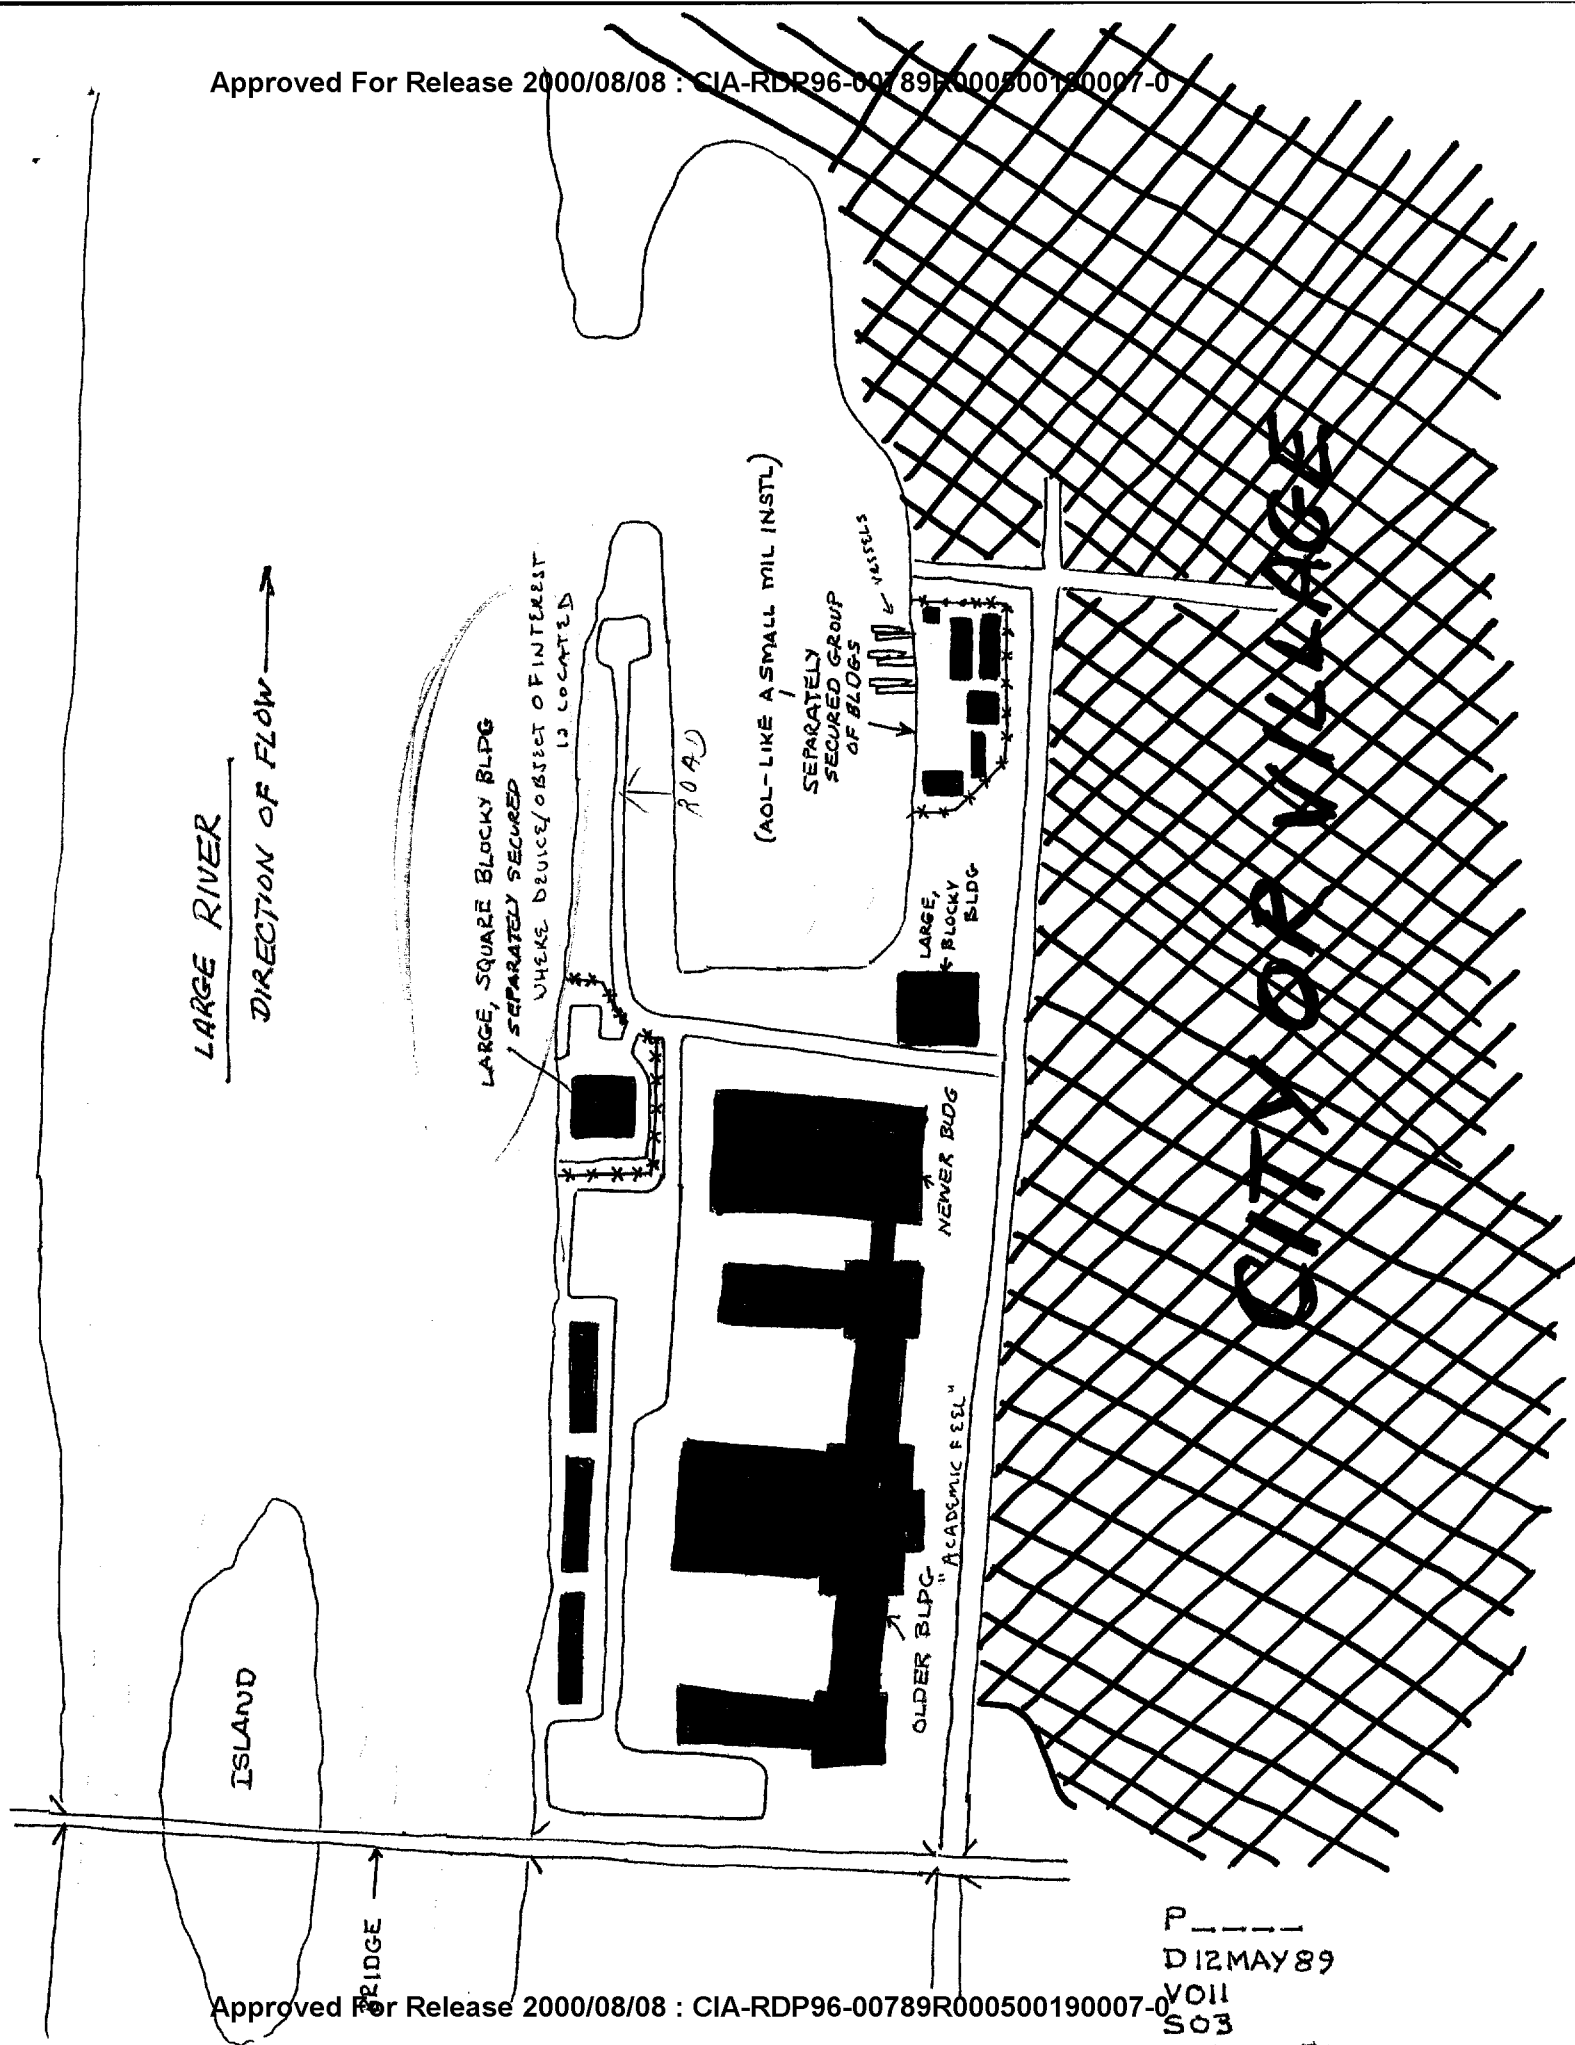 Approved For Release 2000/08/08 : CIA-RDP96-00789R000500190007-0
LARGE RIVER
DIRECTION OF FLOW
LARGE, SQUARE BLOCKY BLDG
SEPARATELY SECURED
WHERE DEVICE/OBJECT OF INTEREST
IS LOCATED
ROAD
(AOL-LIKE A SMALL MIL INSTL)
SEPARATELY
SECURED GROUP
OF BLDGS
VESSELS
LARGE,
BLOCKY
BLDG
NEWER BLDG
OLDER BLDG
"ACADEMIC FEEL"
CITY OR VILLAGE
ISLAND
BRIDGE
P----
D 12 MAY 89
V011
S03
Approved For Release 2000/08/08 : CIA-RDP96-00789R000500190007-0